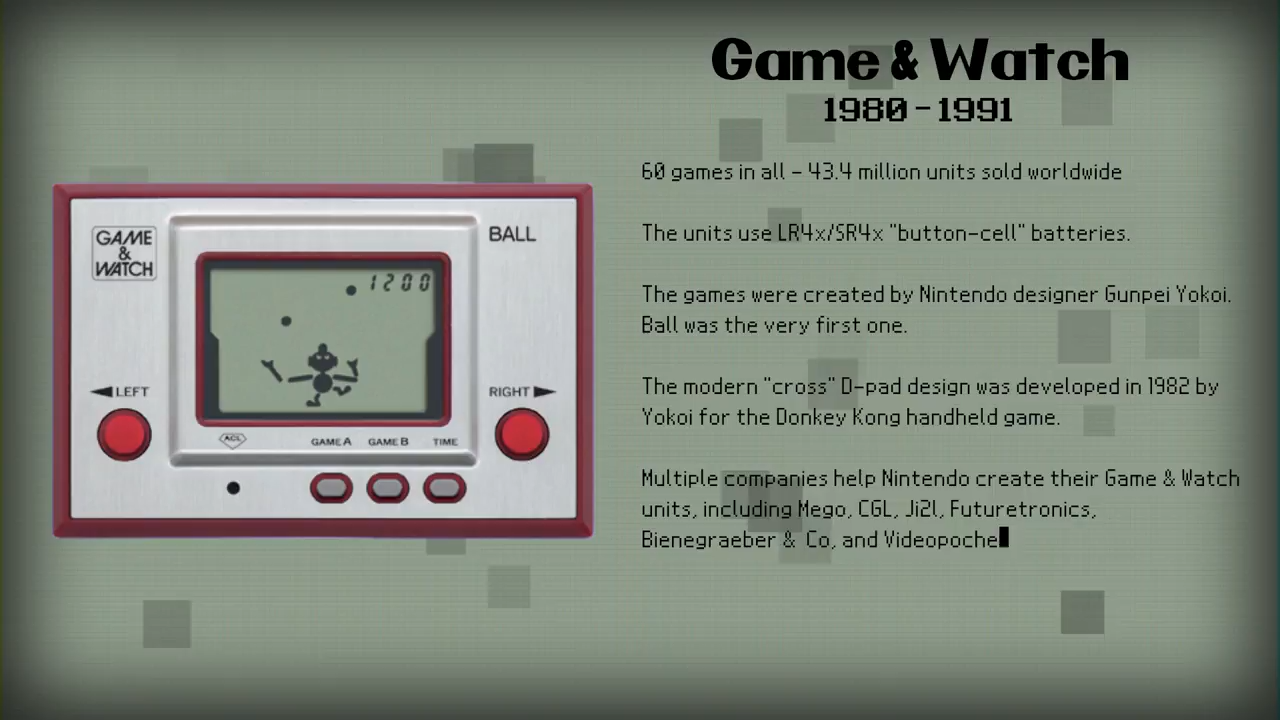 Game & Watch
1980 - 1991
60 games in all - 43.4 million units sold worldwide
The units use LR4x/SR4x "button-cell" batteries.
The games were created by Nintendo designer Gunpei Yokoi.
Ball was the very first one.
The modern "cross" D-pad design was developed in 1982 by
Yokoi for the Donkey Kong handheld game.
Multiple companies help Nintendo create their Game & Watch
units, including Mego, CGL, Ji21, Futuretronics,
Bienegraeber & Co, and Videopoche
GAME
&
WATCH
BALL
1200
LEFT
RIGHT
ACL
GAME A
GAME B
TIME